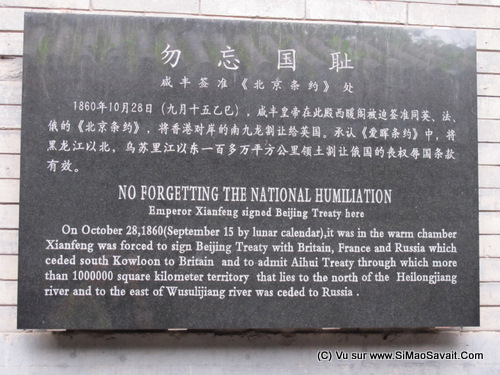 勿忘国耻
咸丰签准《北京条约》处
1860年10月28日（九月十五乙巳），咸丰皇帝在此殿西暖阁被迫签准同英、法、
俄的《北京条约》，将香港对岸的南九龙割让给英国。承认《爱晖条约》中，将
黑龙江以北，乌苏里江以东一百多万平方公里领土割让俄国的丧权辱国条款
有效。
NO FORGETTING THE NATIONAL HUMILIATION
Emperor Xianfeng signed Beijing Treaty here
On October 28,1860(September 15 by lunar calendar),it was in the warm chamber
Xianfeng was forced to sign Beijing Treaty with Britain, France and Russia which
ceded south Kowloon to Britain and to admit Aihui Treaty through which more
than 1000000 square kilometer territory that lies to the north of the Heilongjiang
river and to the east of Wusulijiang river was ceded to Russia .
(C) Vu sur www.SiMaoSavait.Com